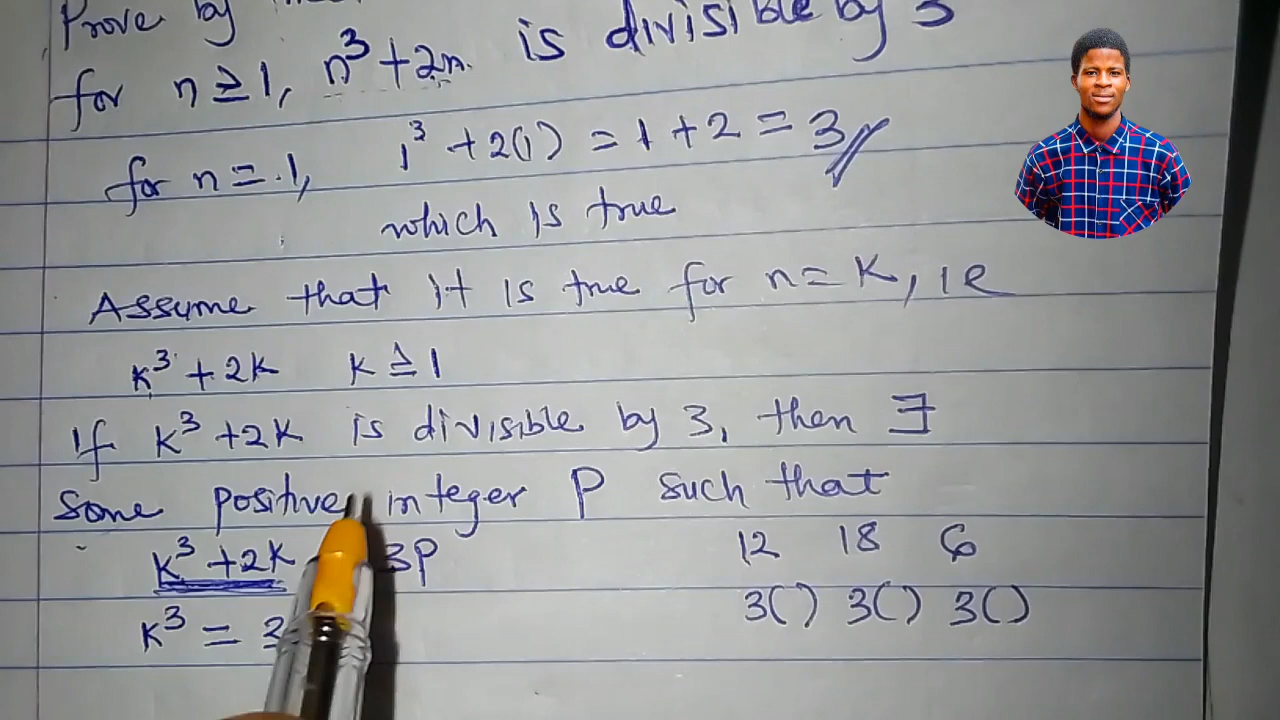 Prove by
is divisible by 3
for n ≥ 1, n³ + 2n
for n = 1, 1³ + 2(1) = 1 + 2 = 3//
which is true
Assume that it is true for n = K, ie
K³ + 2K K ≥ 1
If K³ + 2K is divisible by 3, then ∃
Some positive integer P such that
K³ + 2K 3P 12 18 6
K³ = 3( ) 3( ) 3( )